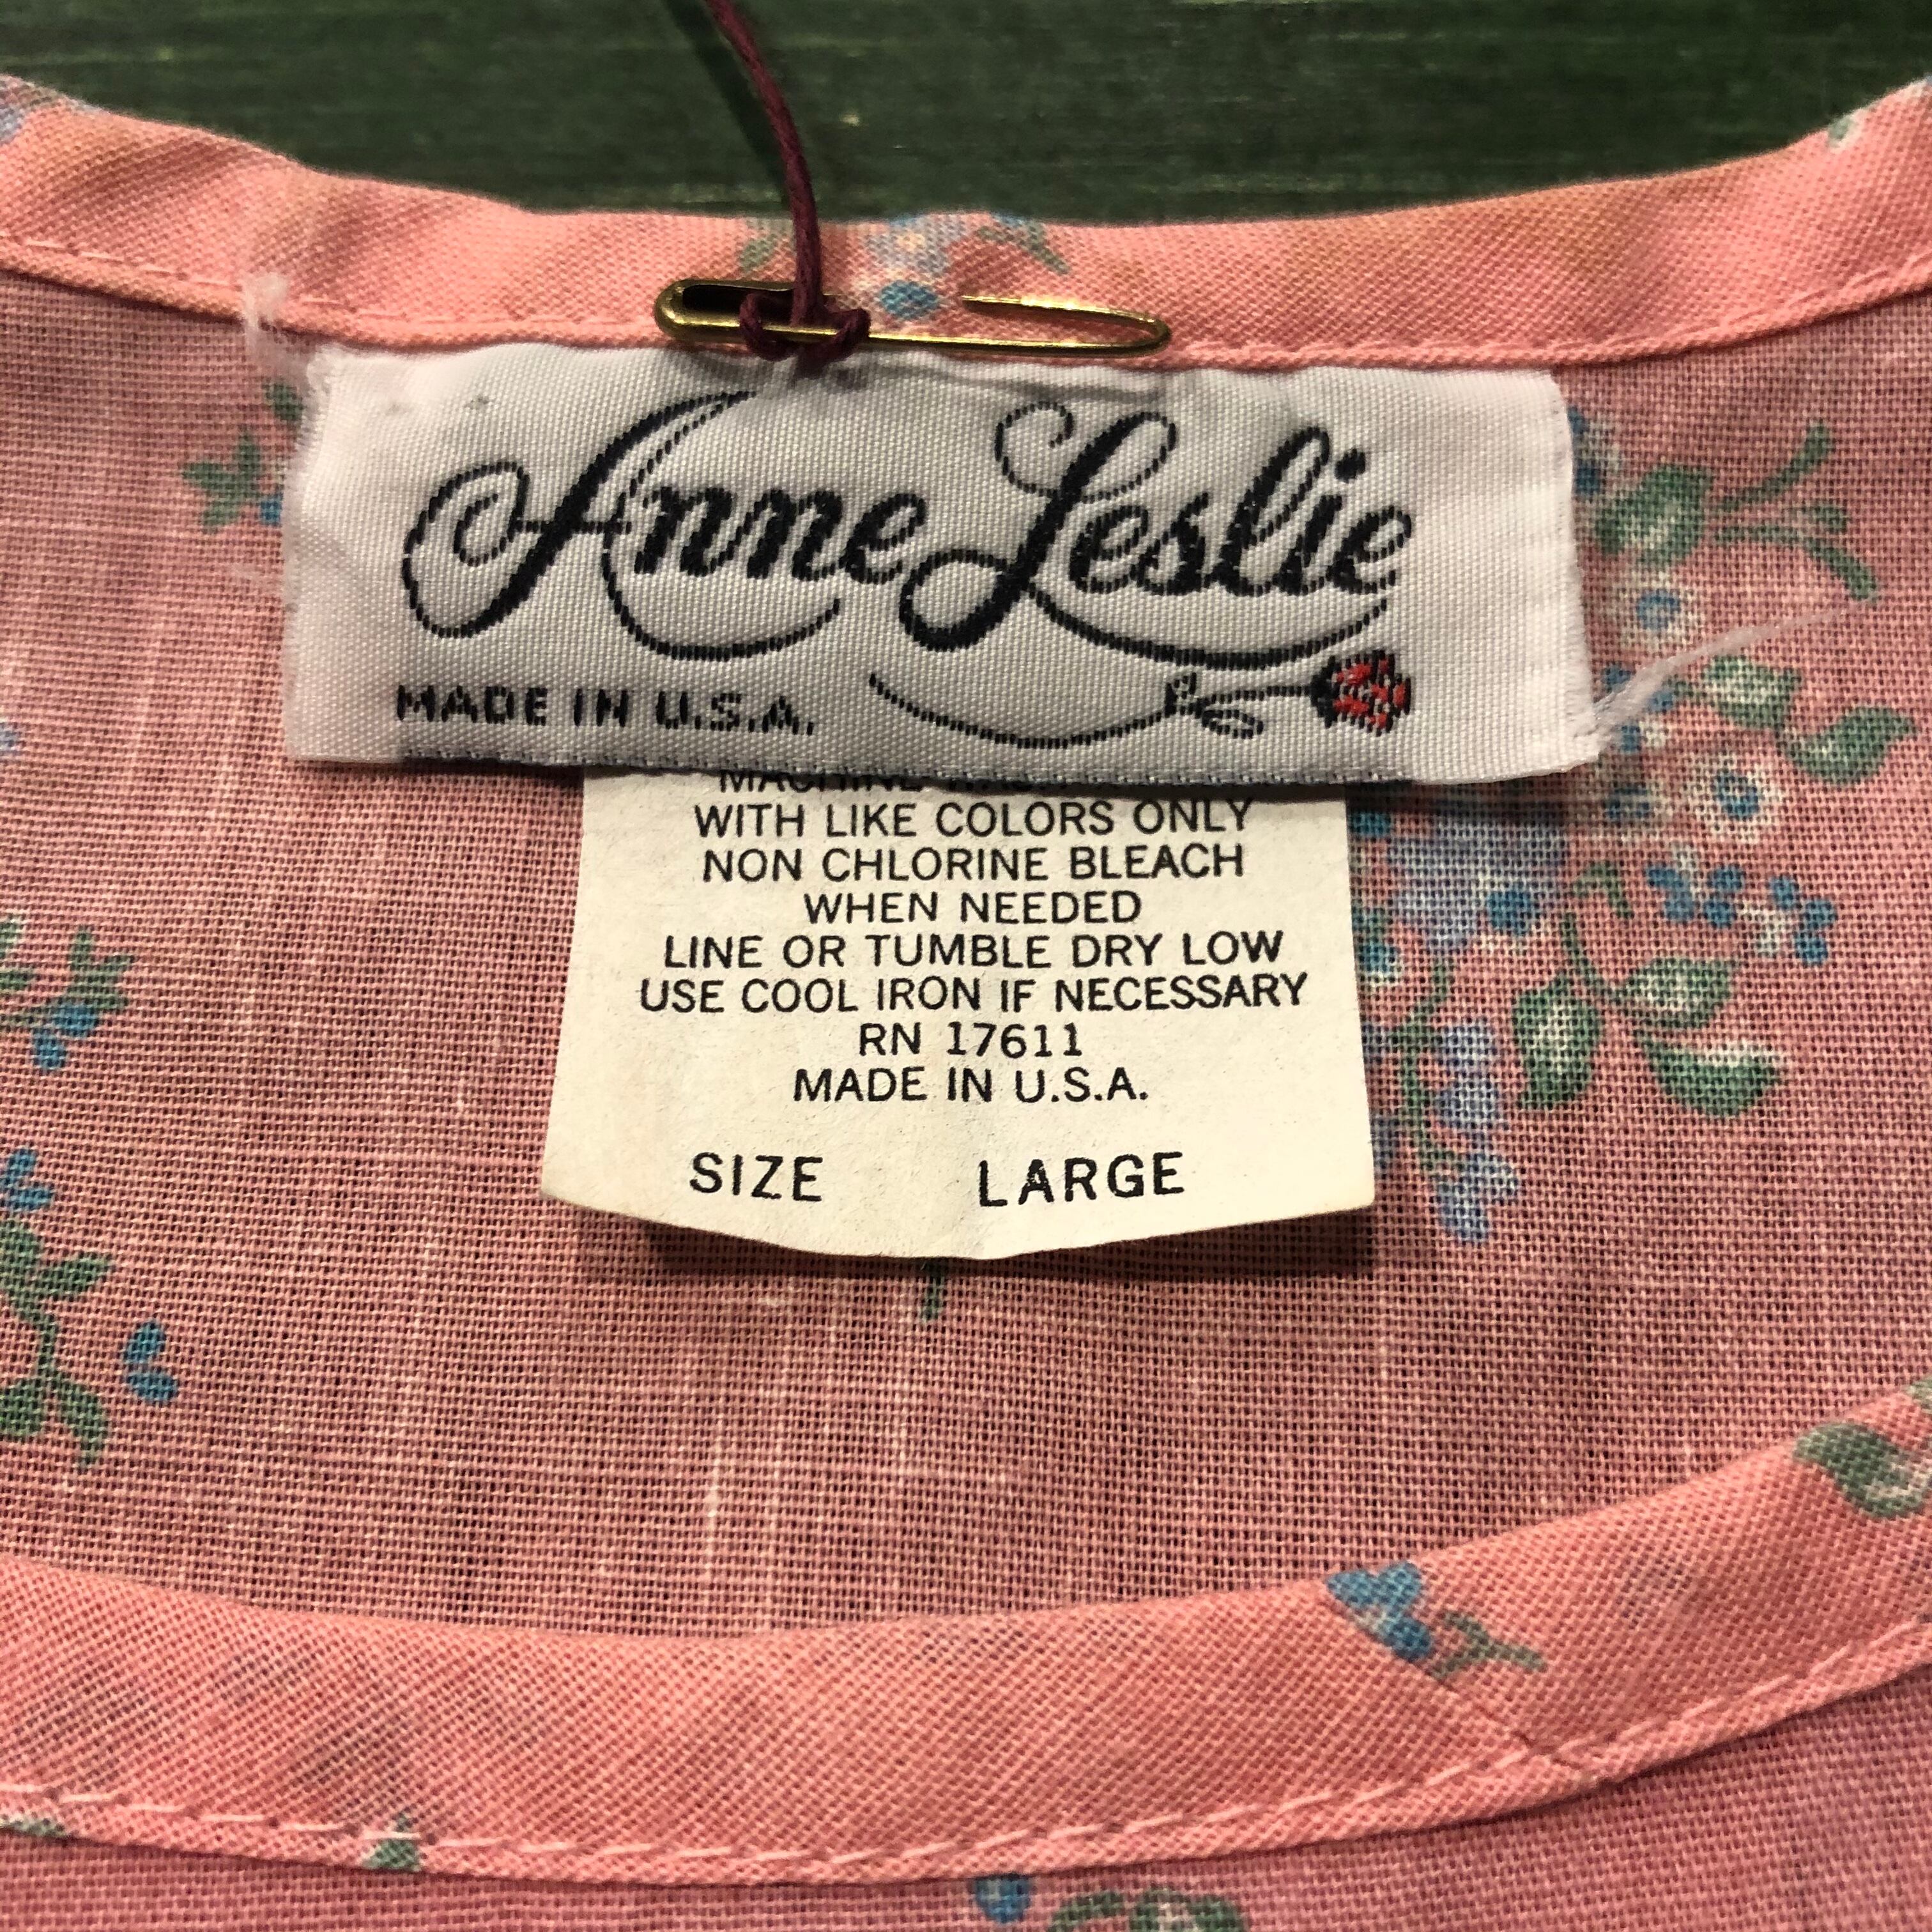 Anne Leslie
MADE IN U.S.A.
MACHINE
WITH LIKE COLORS ONLY
NON CHLORINE BLEACH
WHEN NEEDED
LINE OR TUMBLE DRY LOW
USE COOL IRON IF NECESSARY
RN 17611
MADE IN U.S.A.
SIZE LARGE